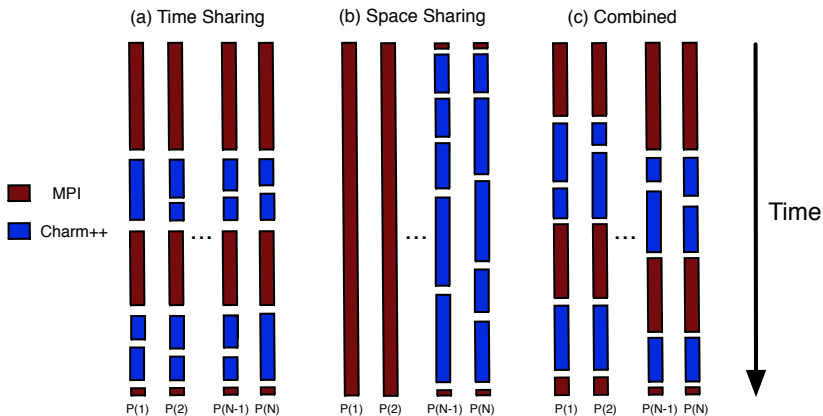 (a) Time Sharing
(b) Space Sharing
(c) Combined
MPI
Charm++
...
...
...
Time
P(1) P(2) P(N-1) P(N)
P(1) P(2) P(N-1) P(N)
P(1) P(2) P(N-1) P(N)